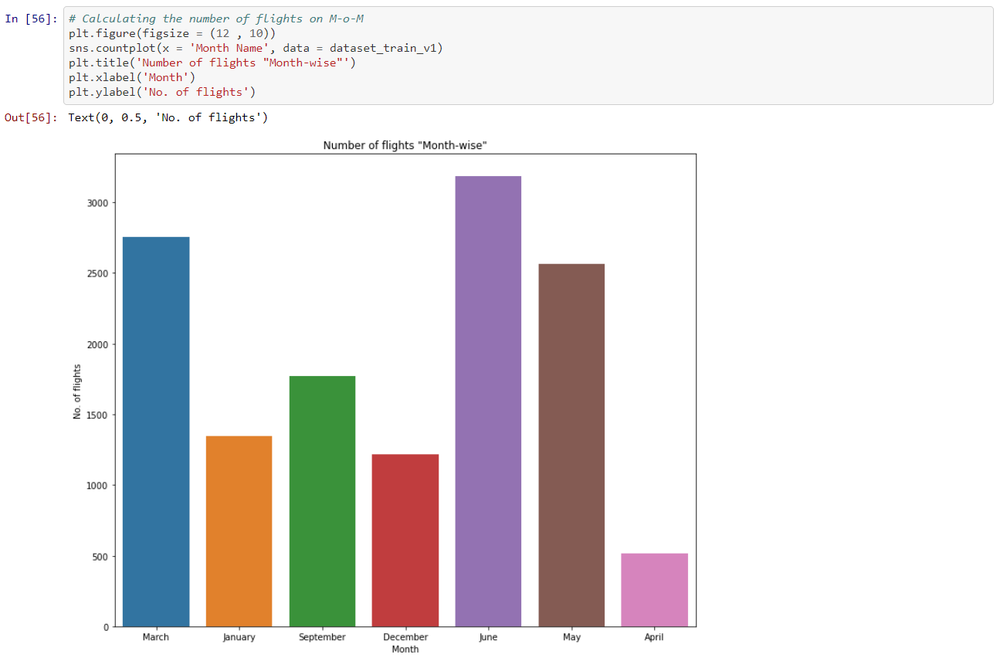 In [56]: # Calculating the number of flights on M-o-M
plt.figure(figsize = (12 , 10))
sns.countplot(x = 'Month Name', data = dataset_train_v1)
plt.title('Number of flights "Month-wise"')
plt.xlabel('Month')
plt.ylabel('No. of flights')
Out[56]: Text(0, 0.5, 'No. of flights')
Number of flights "Month-wise"
3000
2500
2000
1500
1000
500
0
No. of flights
March January September December June May April
Month